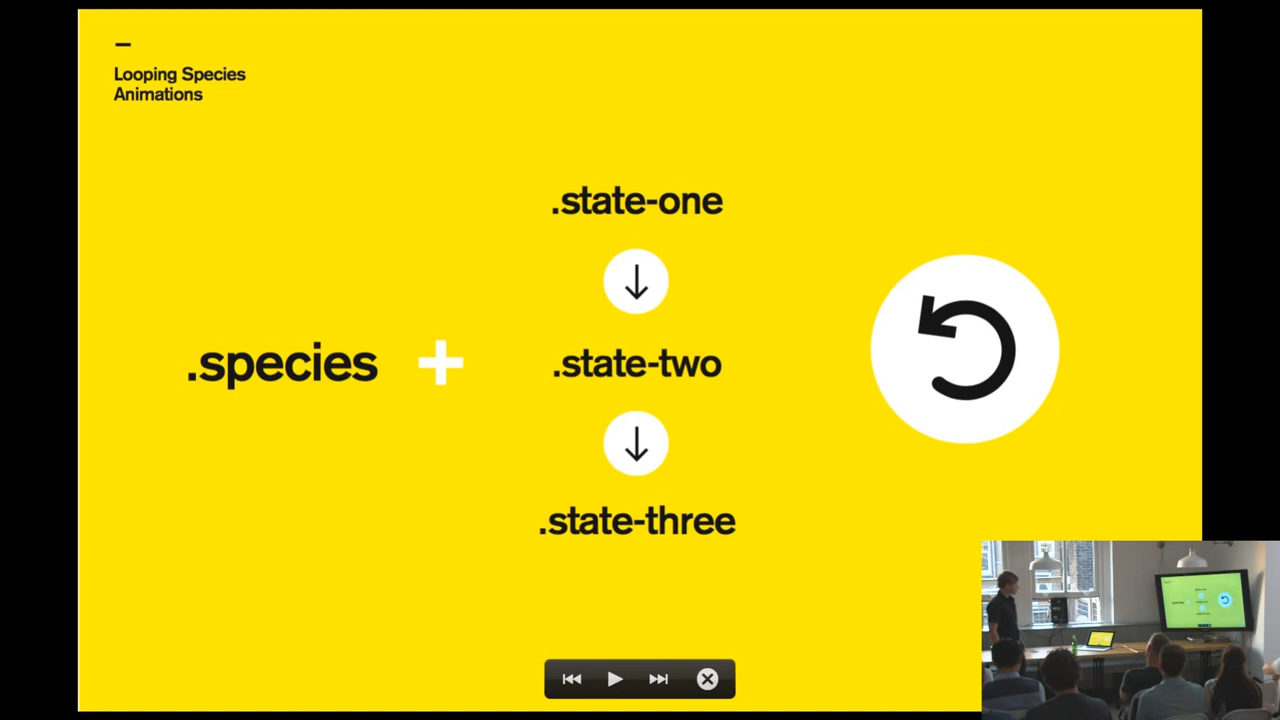 Looping Species
Animations
.state-one
.species + .state-two
.state-three